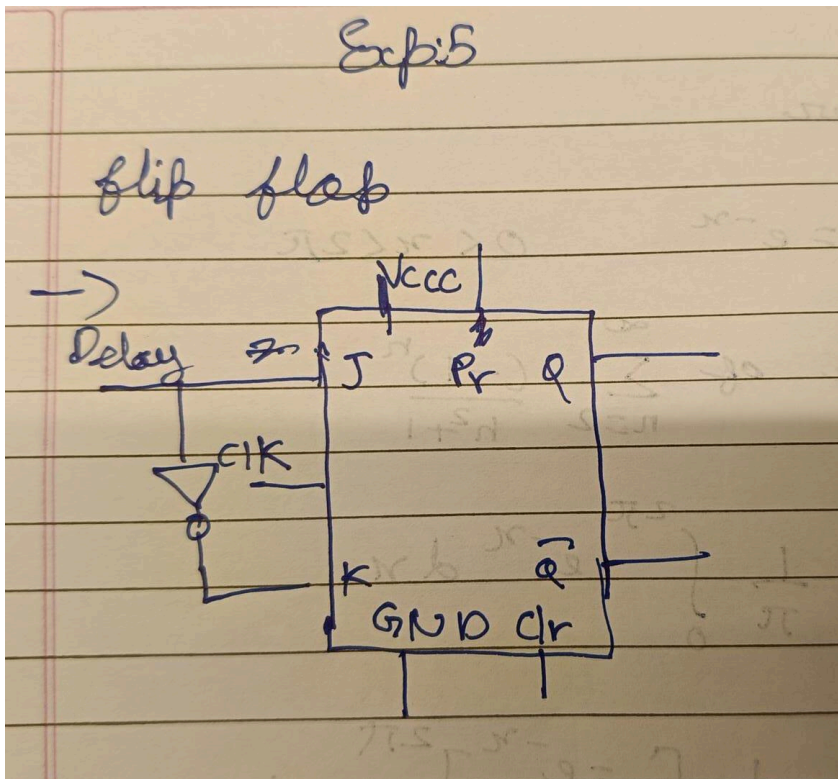 Exp:5
flip flop
→
VCCC
Delay J Pr Q
ClK
K Q̅
GND Clr